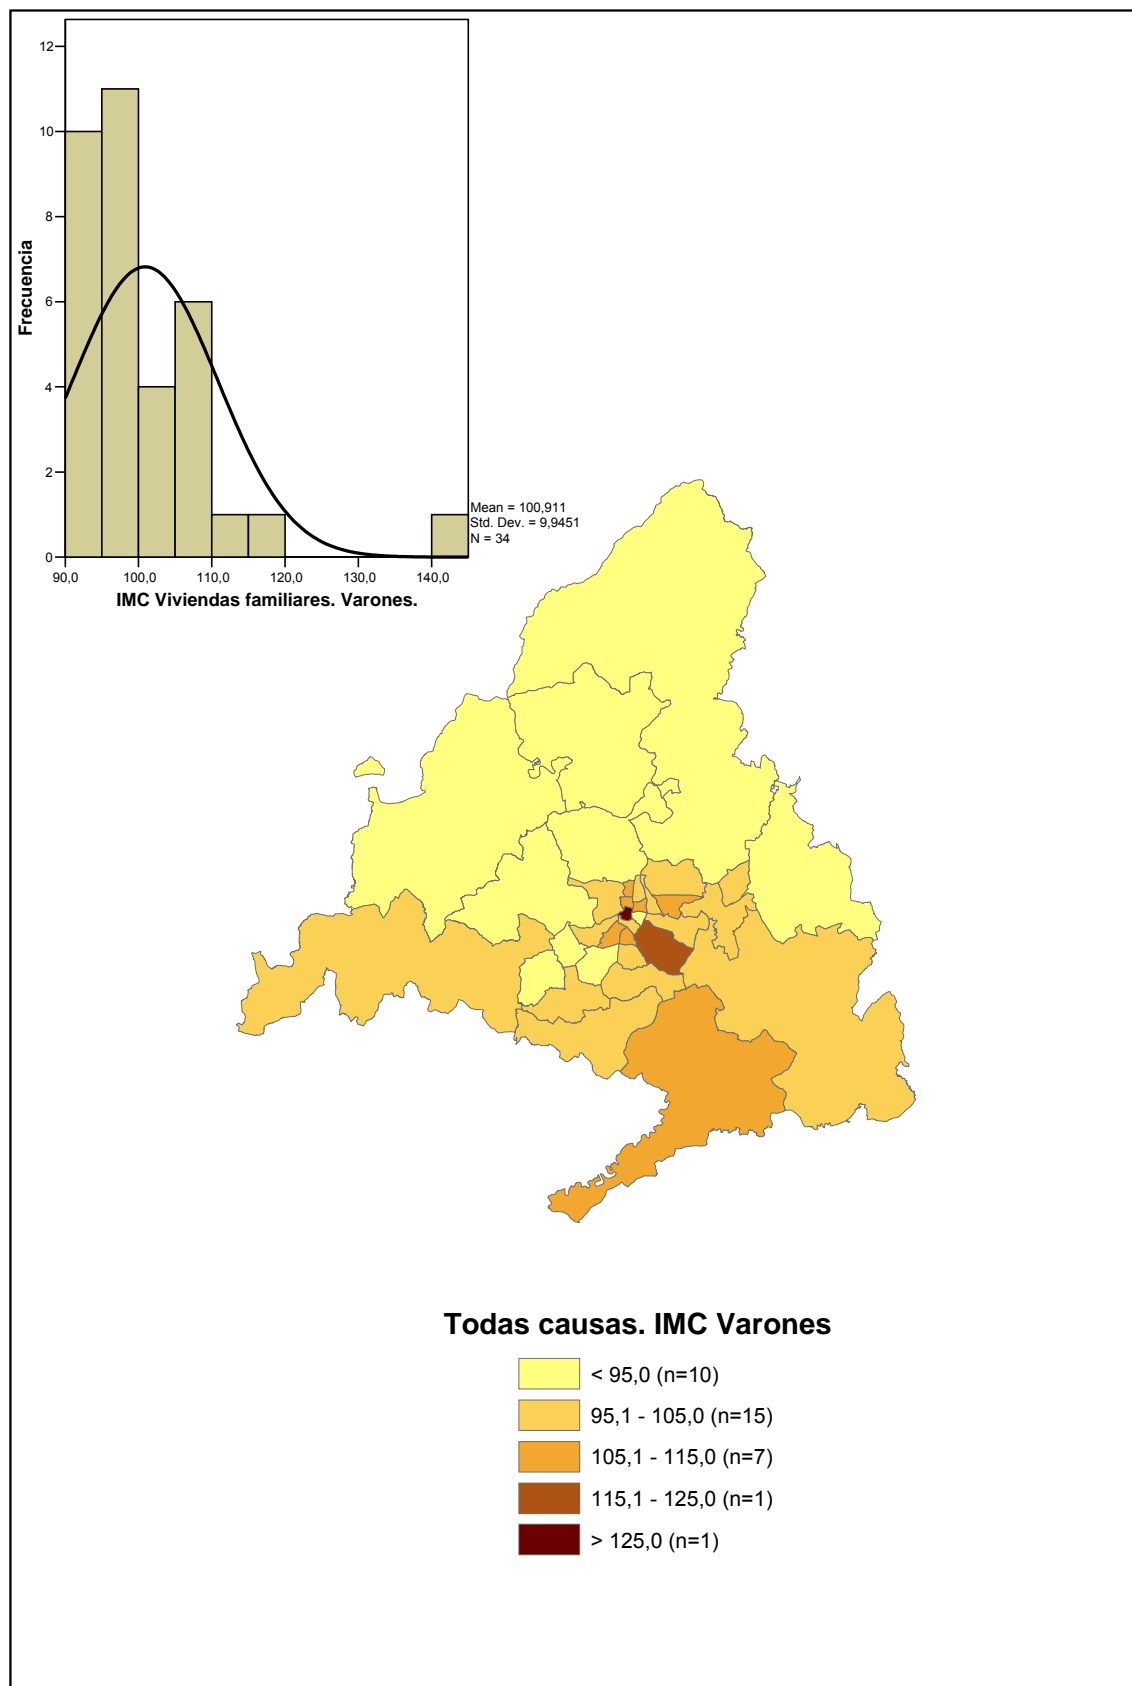 12
10
8
6
4
2
0
Frecuencia
90,0 100,0 110,0 120,0 130,0 140,0
IMC Viviendas familiares. Varones.
Mean = 100,911
Std. Dev. = 9,9451
N = 34
Todas causas. IMC Varones
< 95,0 (n=10)
95,1 - 105,0 (n=15)
105,1 - 115,0 (n=7)
115,1 - 125,0 (n=1)
> 125,0 (n=1)